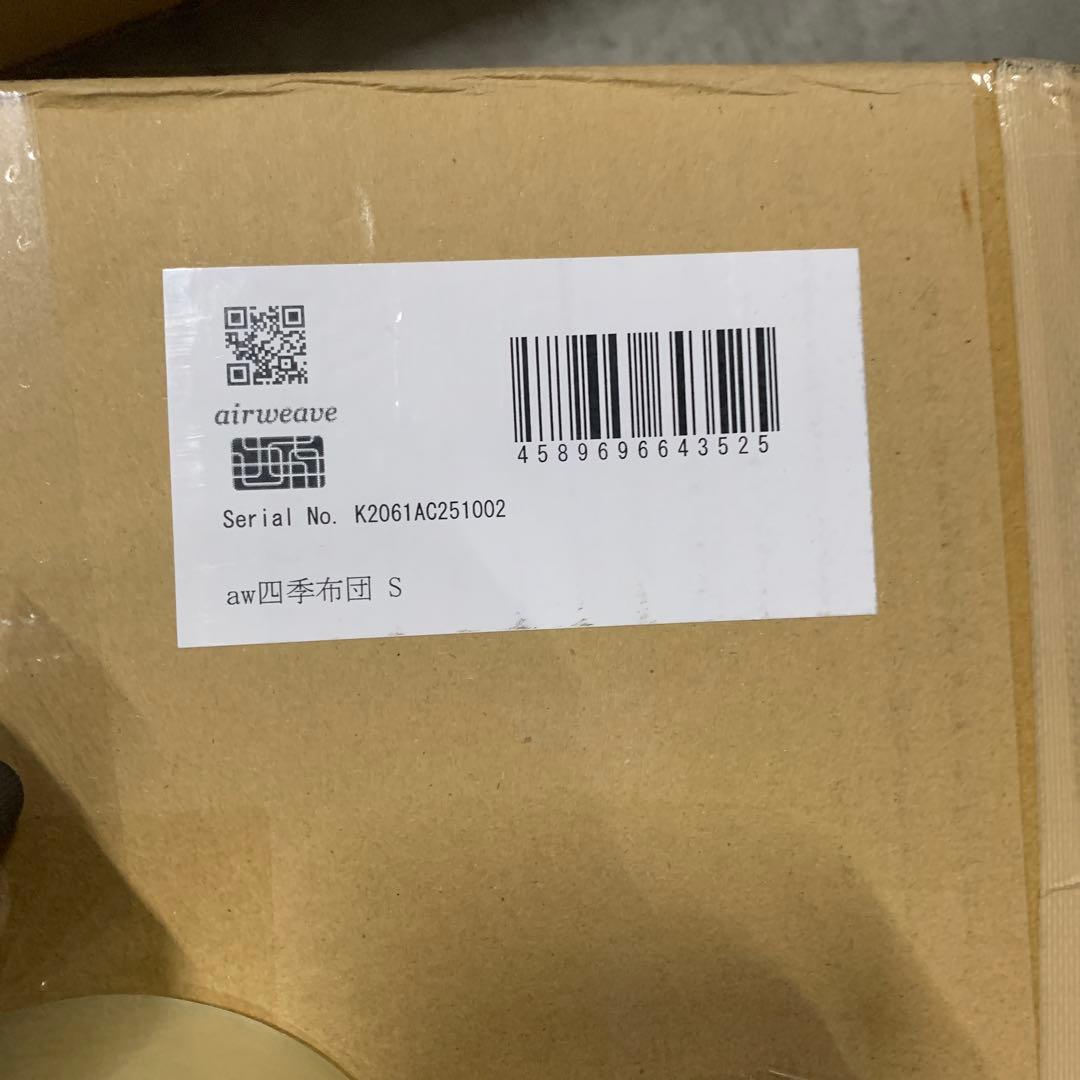 airweave
4589696643525
Serial No. K2061AC251002
aw四季布団 S